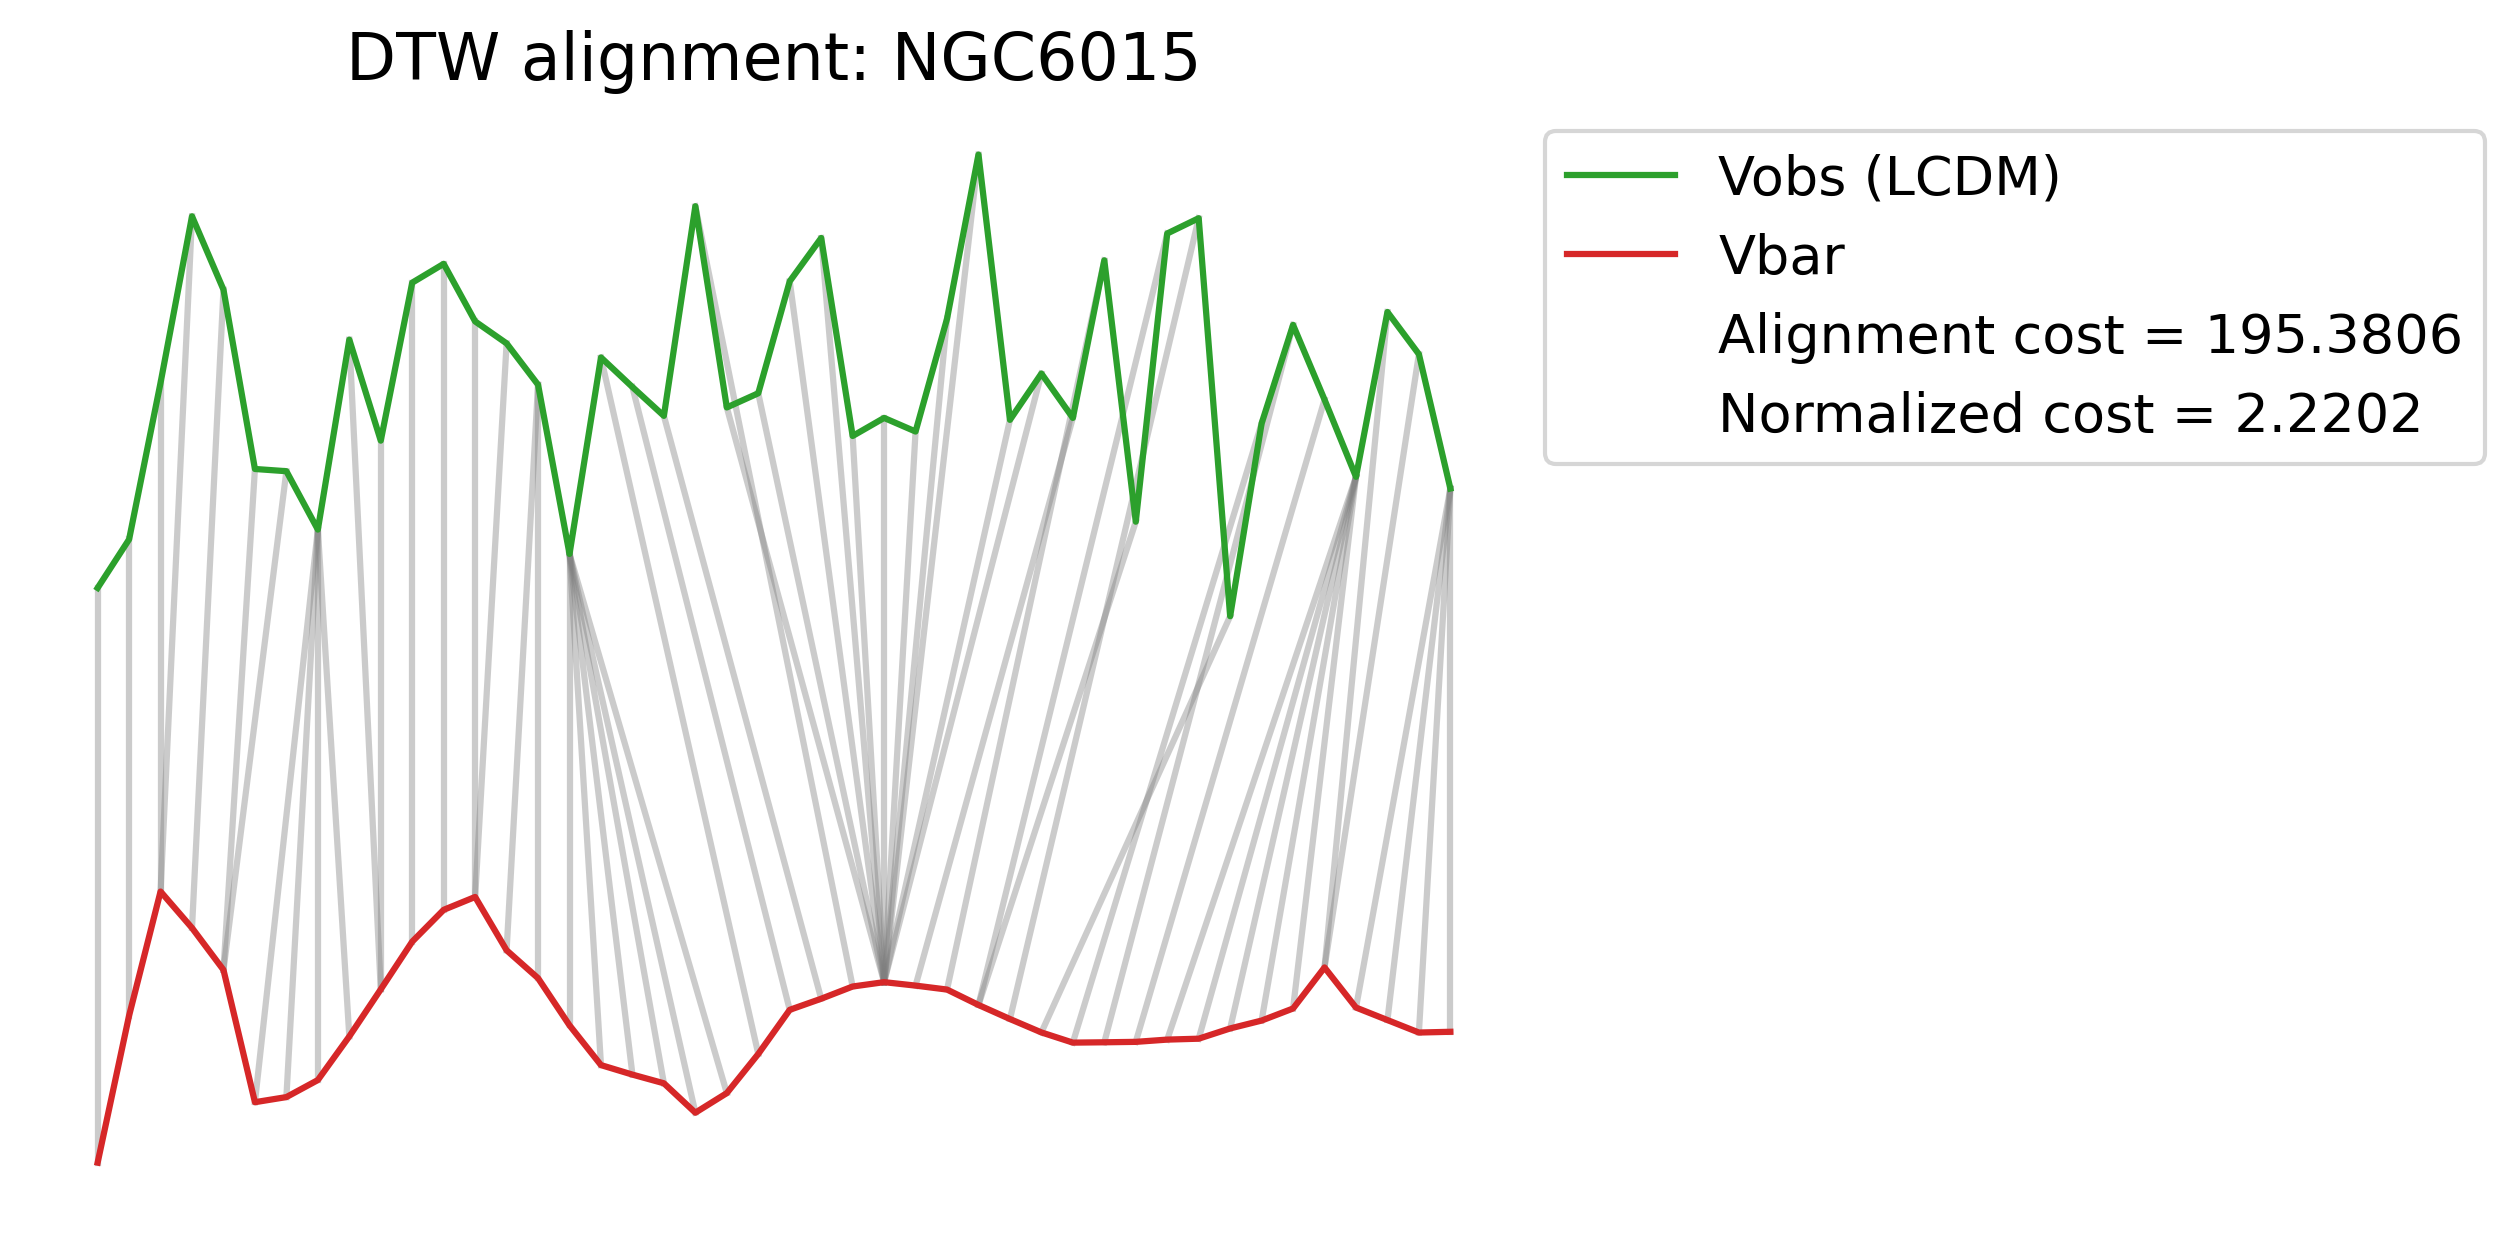 DTW alignment: NGC6015
Vobs (LCDM)
Vbar
Alignment cost = 195.3806
Normalized cost = 2.2202